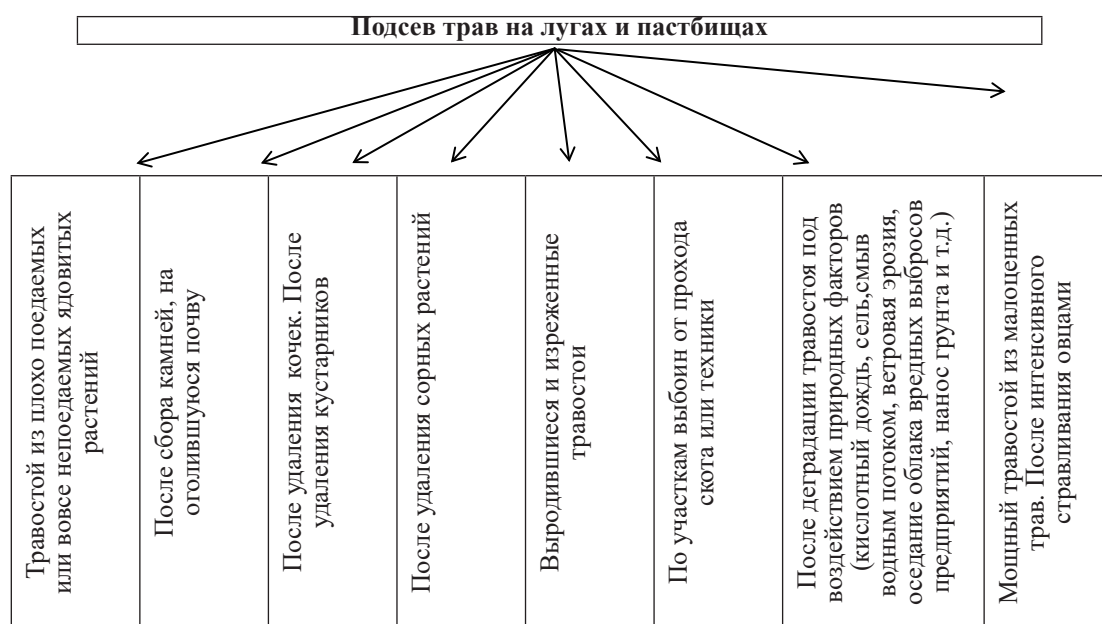 Подсев трав на лугах и пастбищах
Травостой из плохо поедаемых
или вовсе непоедаемых ядовитых
растений
После сбора камней, на
оголившуюся почву
После удаления кочек. После
удаления кустарников
После удаления сорных растений
Выродившиеся и изреженные
травостои
По участкам выбоин от прохода
скота или техники
После деградации травостоя под
воздействием природных факторов
(кислотный дождь, сель,смыв
водным потоком, ветровая эрозия,
оседание облака вредных выбросов
предприятий, нанос грунта и т.д.)
Мощный травостой из малоценных
трав. После интенсивного
стравливания овцами